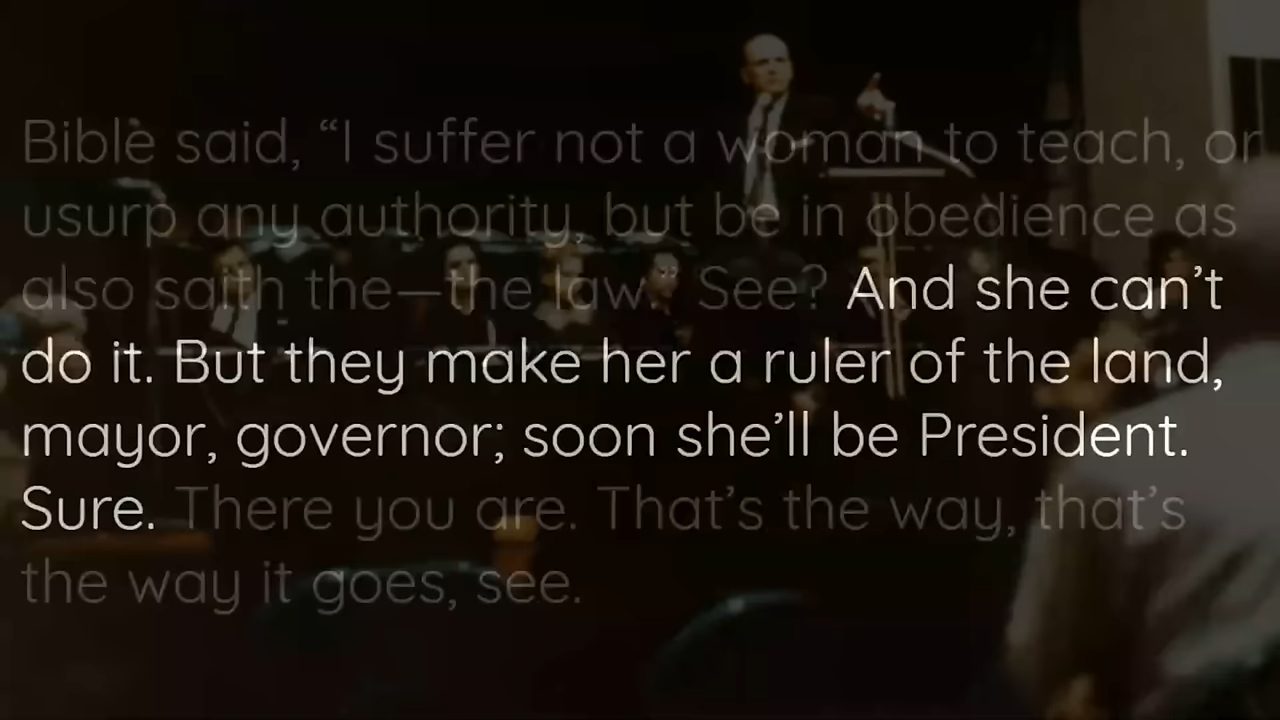 Bible said, “I suffer not a woman to teach, or
usurp any authority, but be in obedience as
also saith the—the law.” See? And she can’t
do it. But they make her a ruler of the land,
mayor, governor; soon she’ll be President.
Sure. There you are. That’s the way, that’s
the way it goes, see.